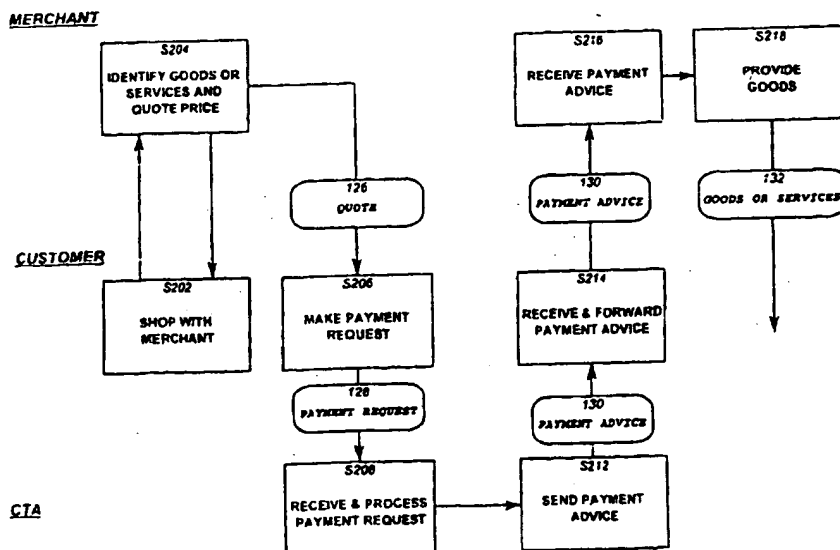 MERCHANT
S204
IDENTIFY GOODS OR
SERVICES AND
QUOTE PRICE
S216
RECEIVE PAYMENT
ADVICE
S218
PROVIDE
GOODS
126
QUOTE
130
PAYMENT ADVICE
132
GOODS OR SERVICES
CUSTOMER
S202
SHOP WITH
MERCHANT
S206
MAKE PAYMENT
REQUEST
S214
RECEIVE & FORWARD
PAYMENT ADVICE
128
PAYMENT REQUEST
130
PAYMENT ADVICE
CTA
S208
RECEIVE & PROCESS
PAYMENT REQUEST
S212
SEND PAYMENT
ADVICE